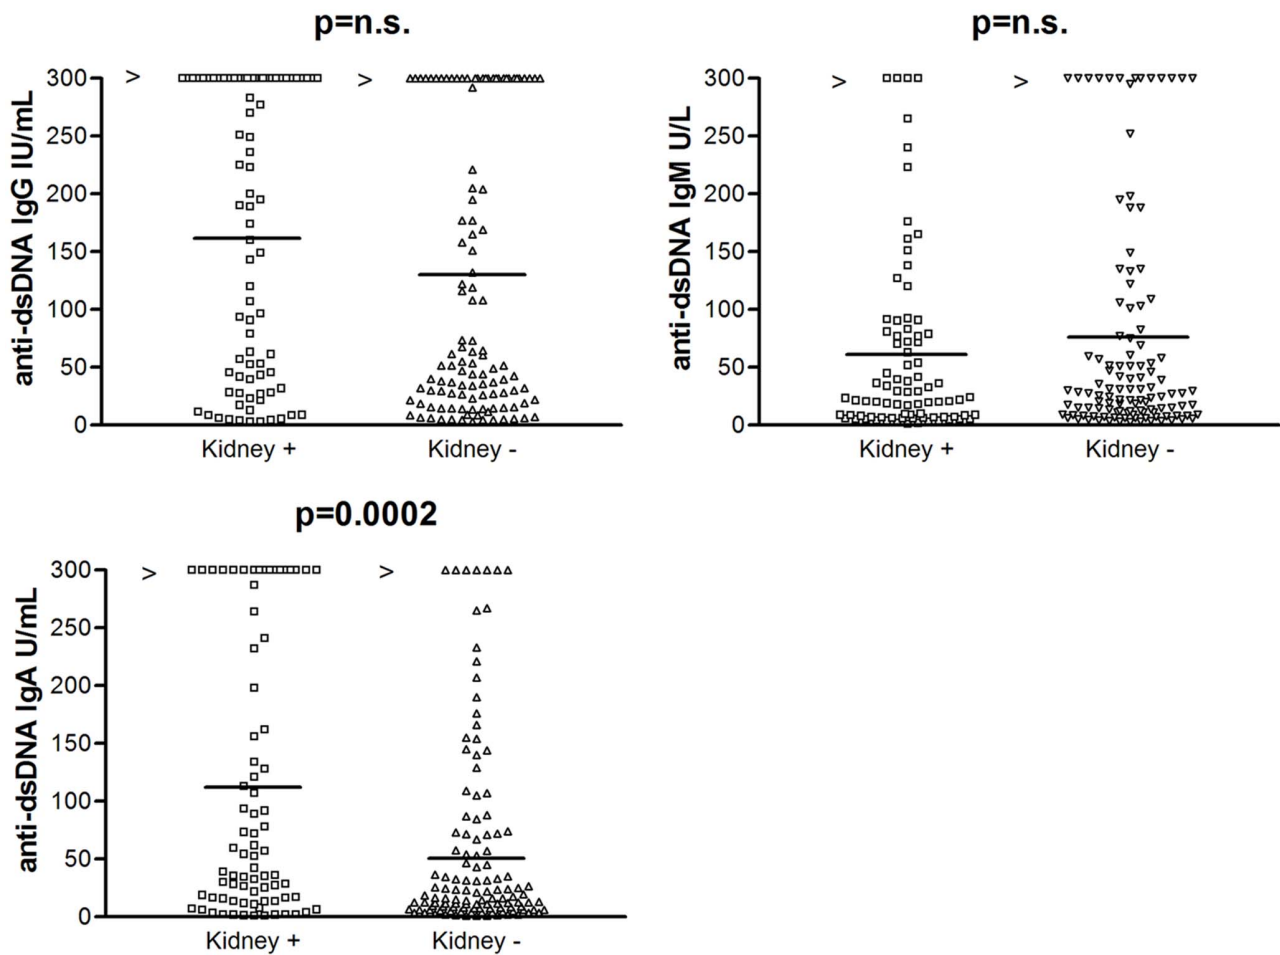 p=n.s.
anti-dsDNA IgG IU/mL
300
250
200
150
100
50
0
>
>
Kidney +
Kidney -
p=n.s.
anti-dsDNA IgM U/L
300
250
200
150
100
50
0
>
>
Kidney +
Kidney -
p=0.0002
anti-dsDNA IgA U/mL
300
250
200
150
100
50
0
>
>
Kidney +
Kidney -